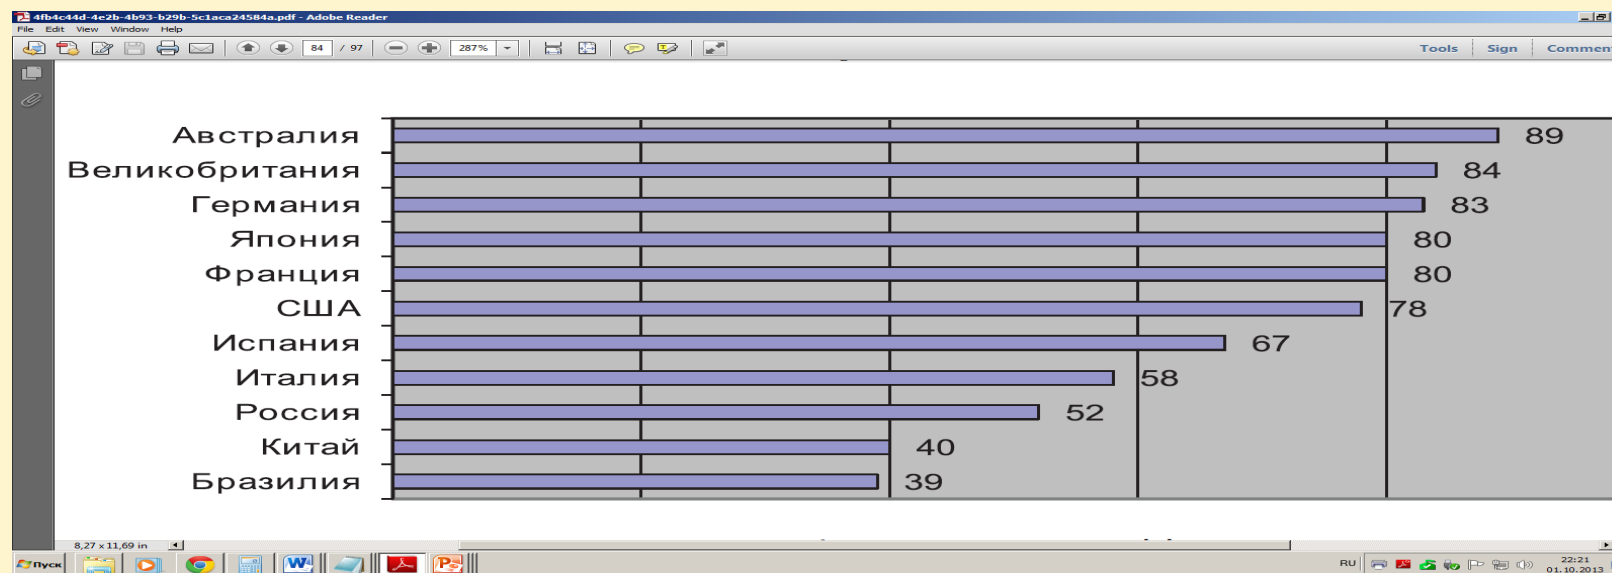 4fb4c44d-4e2b-4b93-b29b-5c1aca24584a.pdf - Adobe Reader
File Edit View Window Help
84 / 97 287% Tools Sign Comment
Австралия 89
Великобритания 84
Германия 83
Япония 80
Франция 80
США 78
Испания 67
Италия 58
Россия 52
Китай 40
Бразилия 39
8,27 x 11,69 in
Пуск RU 22:21
01.10.2013